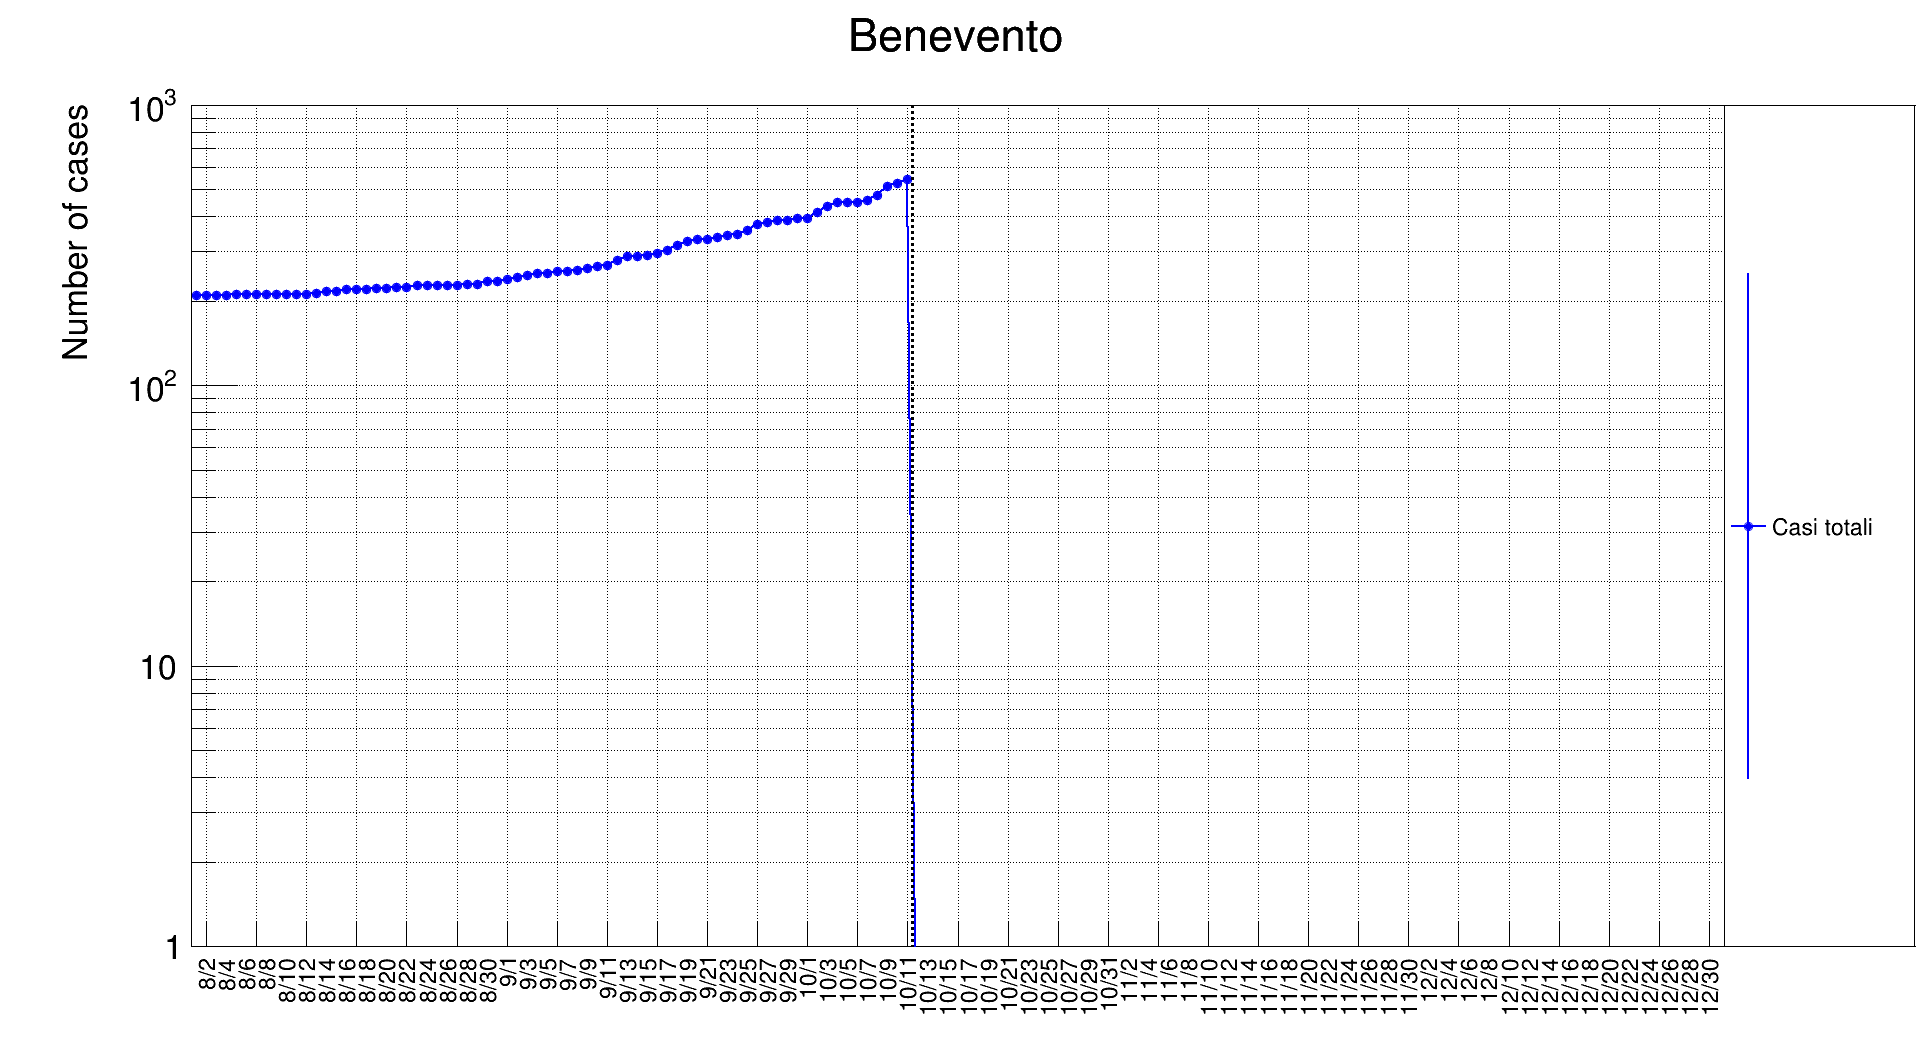 Benevento
Number of cases
10³
10²
10
1
8/2 8/4 8/6 8/8 8/10 8/12 8/14 8/16 8/18 8/20 8/22 8/24 8/26 8/28 8/30 9/1 9/3 9/5 9/7 9/9 9/11 9/13 9/15 9/17 9/19 9/21 9/23 9/25 9/27 9/29 10/1 10/3 10/5 10/7 10/9 10/11 10/13 10/15 10/17 10/19 10/21 10/23 10/25 10/27 10/29 10/31 11/2 11/4 11/6 11/8 11/10 11/12 11/14 11/16 11/18 11/20 11/22 11/24 11/26 11/28 11/30 12/2 12/4 12/6 12/8 12/10 12/12 12/14 12/16 12/18 12/20 12/22 12/24 12/26 12/28 12/30
Casi totali